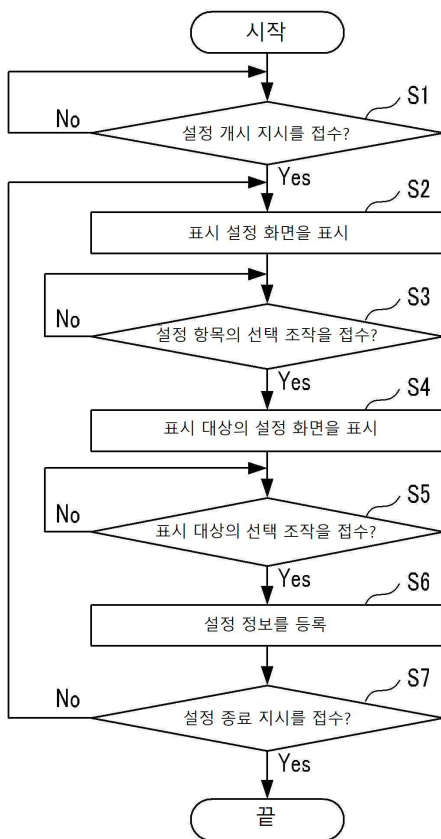 시작
S1
No
설정 개시 지시를 접수?
Yes
S2
표시 설정 화면을 표시
S3
No
설정 항목의 선택 조작을 접수?
Yes
S4
표시 대상의 설정 화면을 표시
S5
No
표시 대상의 선택 조작을 접수?
Yes
S6
설정 정보를 등록
S7
No
설정 종료 지시를 접수?
Yes
끝